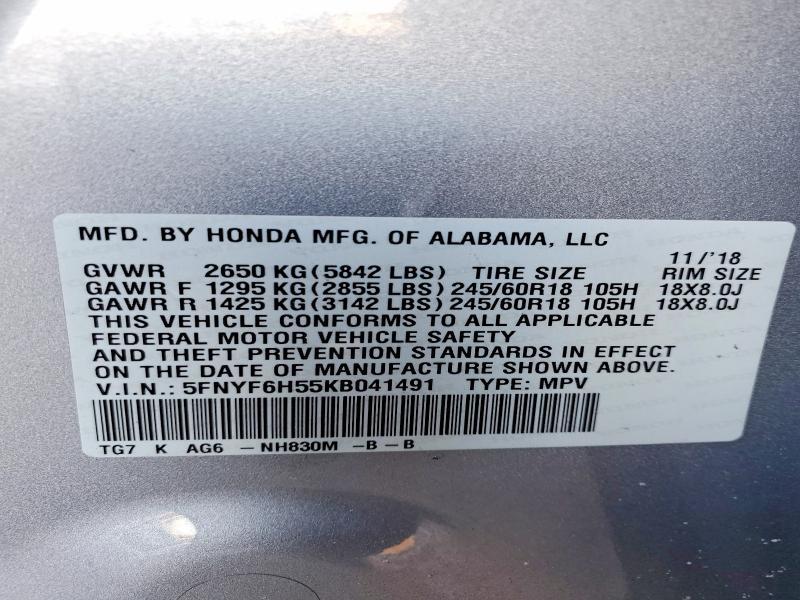 MFD. BY HONDA MFG. OF ALABAMA, LLC
11/'18
GVWR 2650 KG (5842 LBS) TIRE SIZE RIM SIZE
GAWR F 1295 KG (2855 LBS) 245/60R18 105H 18X8.0J
GAWR R 1425 KG (3142 LBS) 245/60R18 105H 18X8.0J
THIS VEHICLE CONFORMS TO ALL APPLICABLE
FEDERAL MOTOR VEHICLE SAFETY
AND THEFT PREVENTION STANDARDS IN EFFECT
ON THE DATE OF MANUFACTURE SHOWN ABOVE.
V.I.N.: 5FNYF6H55KB041491 TYPE: MPV
TG7 K AG6 - NH830M - B - B